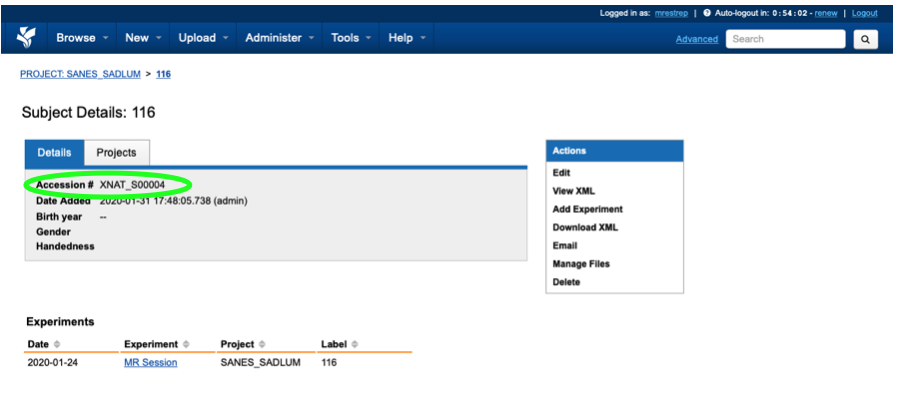 Logged in as: mrestrep | Auto-logout in: 0:54:02 - renew | Logout
Browse New Upload Administer Tools Help Advanced Search
PROJECT: SANES_SADLUM > 116
Subject Details: 116
Details Projects
Accession # XNAT_S00004
Date Added 2020-01-31 17:48:05.738 (admin)
Birth year --
Gender
Handedness
Actions
Edit
View XML
Add Experiment
Download XML
Email
Manage Files
Delete
Experiments
Date Experiment Project Label
2020-01-24 MR Session SANES_SADLUM 116